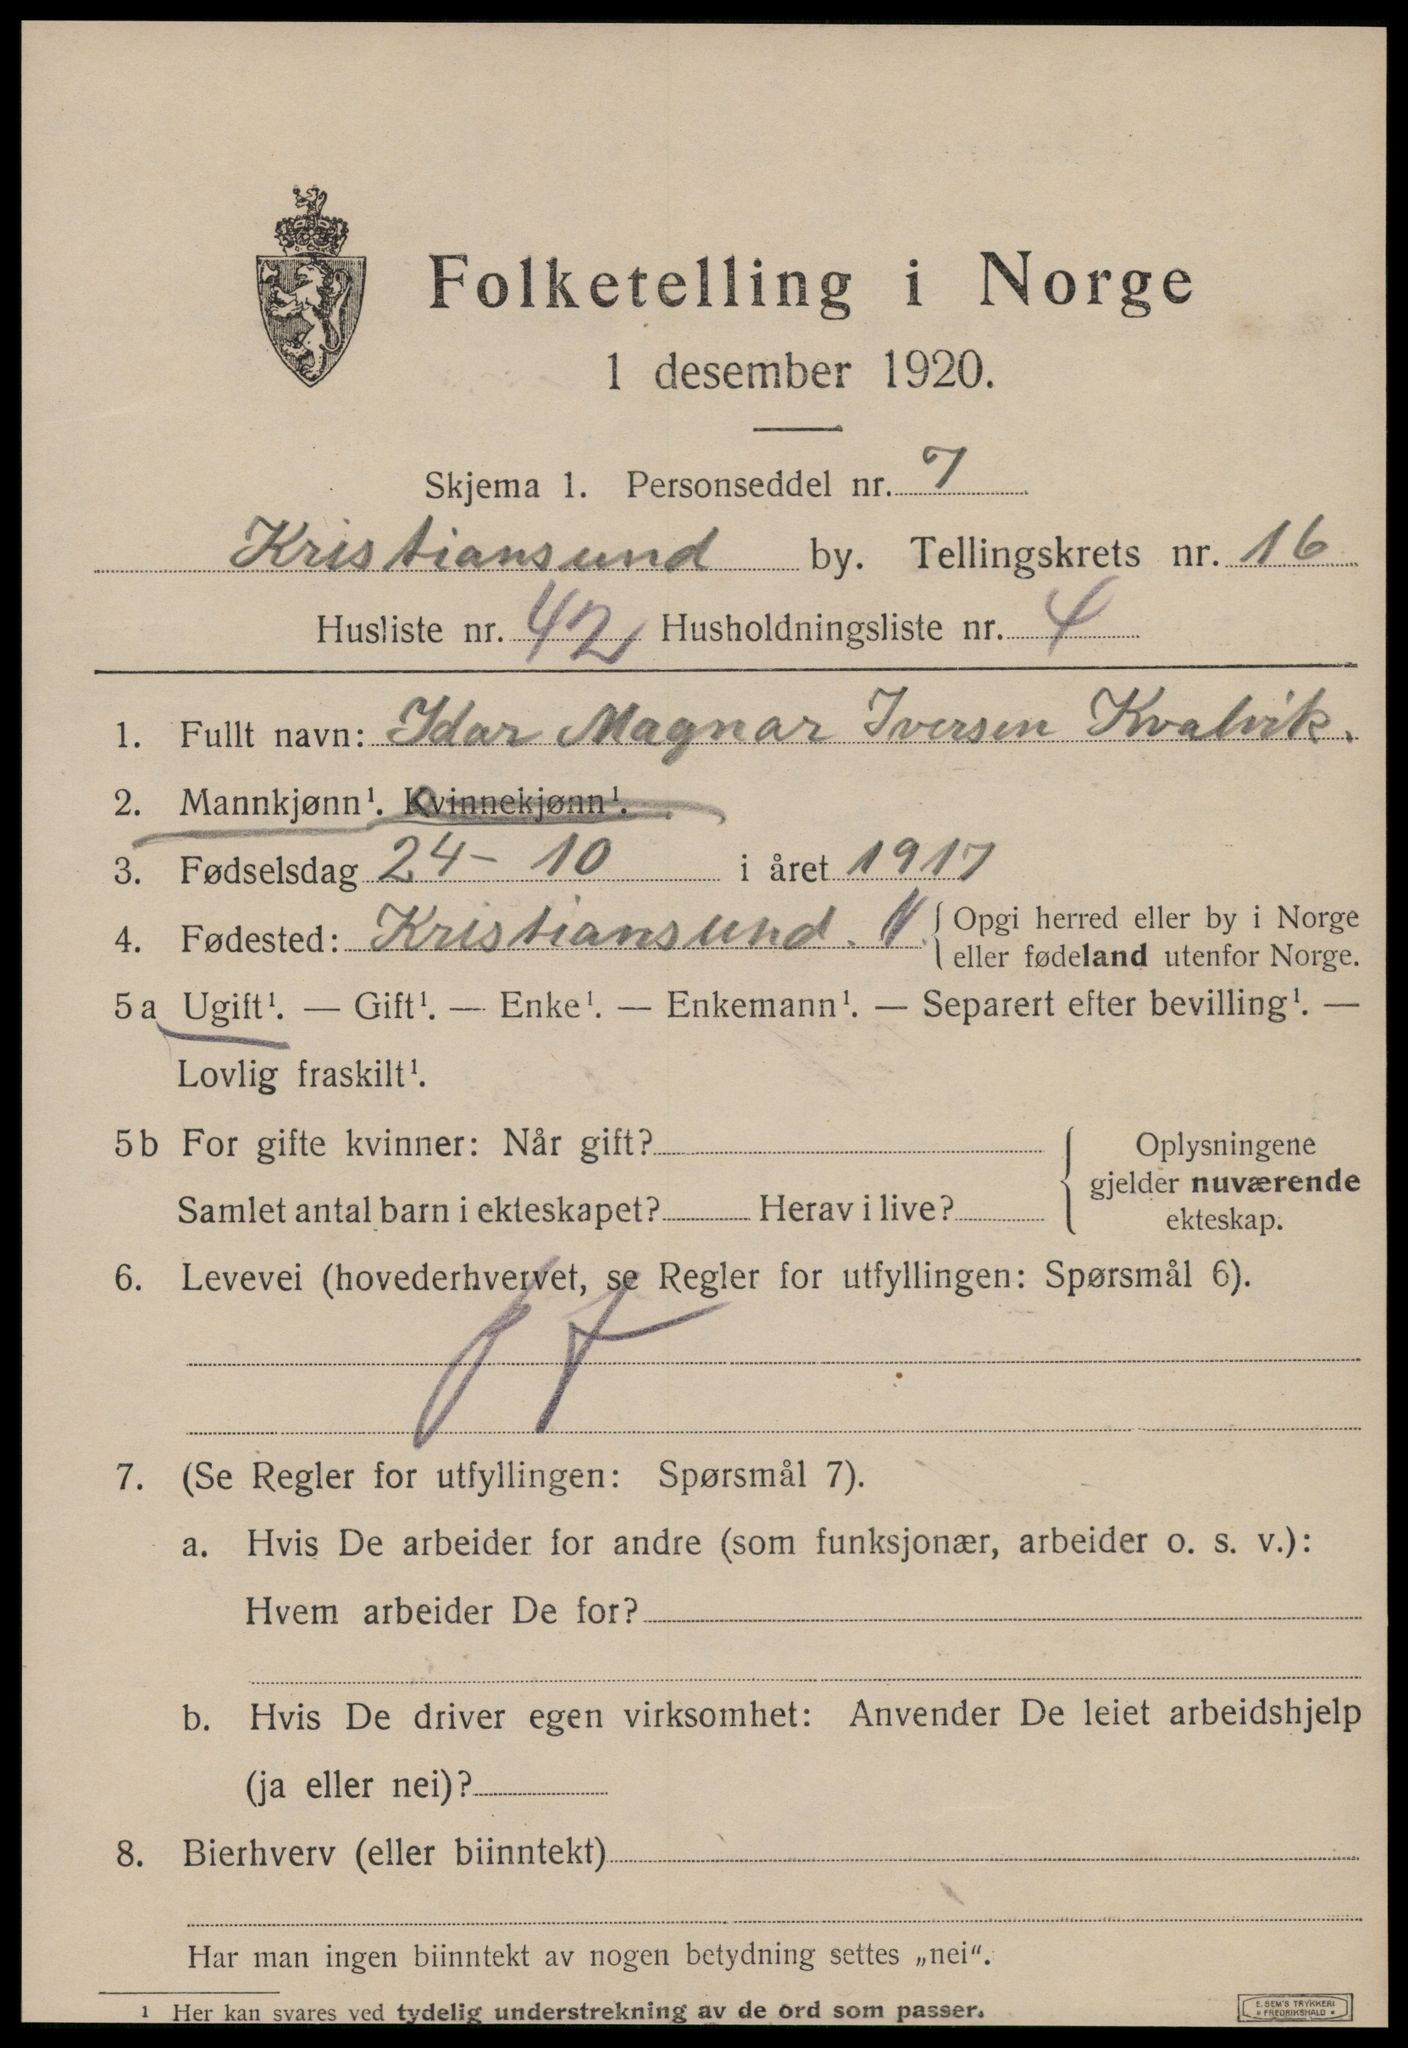 Folketelling i Norge
1 desember 1920.
Skjema 1. Personseddel nr. 7
Kristiansund by. Tellingskrets nr. 16
Husliste nr. 42 Husholdningsliste nr. 4
1. Fullt navn: Idar Magnar Iversen Kvalvik.
2. Mannkjønn¹. Kvinnekjønn¹.
3. Fødselsdag 24-10 i året 1917
4. Fødested: Kristiansund. N. { Opgi herred eller by i Norge
eller fødeland utenfor Norge.
5 a Ugift¹. — Gift¹. — Enke¹. — Enkemann¹. — Separert efter bevilling¹. —
Lovlig fraskilt¹.
5 b For gifte kvinner: Når gift? { Oplysningene
gjelder nuværende
Samlet antal barn i ekteskapet? Herav i live? ekteskap.
6. Levevei (hovederhvervet, se Regler for utfyllingen: Spørsmål 6).
7. (Se Regler for utfyllingen: Spørsmål 7).
a. Hvis De arbeider for andre (som funksjonær, arbeider o. s. v.):
Hvem arbeider De for?
b. Hvis De driver egen virksomhet: Anvender De leiet arbeidshjelp
(ja eller nei)?
8. Bierhverv (eller biinntekt)
Har man ingen biinntekt av nogen betydning settes „nei".
¹ Her kan svares ved tydelig understrekning av de ord som passer.
E. SEM'S TRYKKERI
FREDRIKSHALD